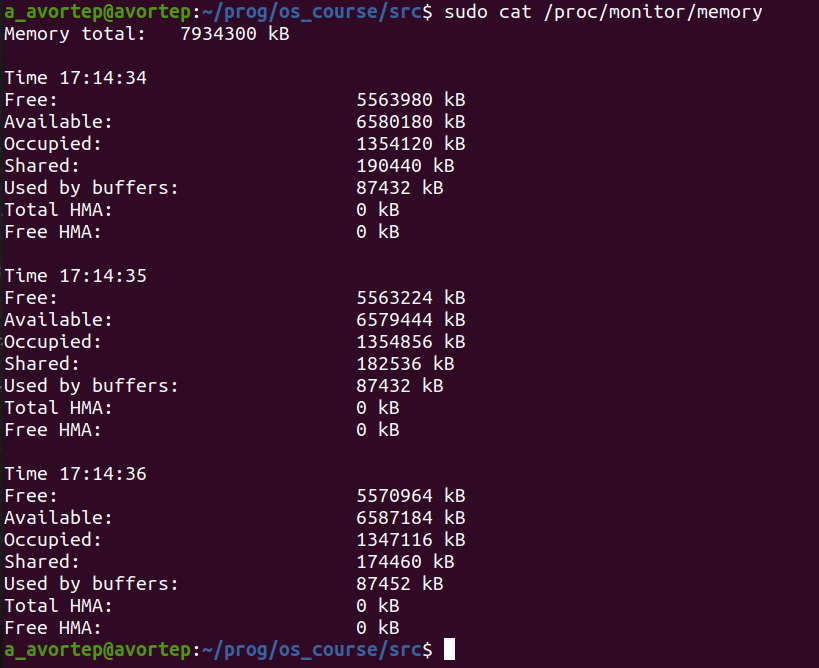 a_avortep@avortep:~/prog/os_course/src$ sudo cat /proc/monitor/memory
Memory total:   7934300 kB

Time 17:14:34
Free:                           5563980 kB
Available:                      6580180 kB
Occupied:                       1354120 kB
Shared:                         190440 kB
Used by buffers:                87432 kB
Total HMA:                      0 kB
Free HMA:                       0 kB

Time 17:14:35
Free:                           5563224 kB
Available:                      6579444 kB
Occupied:                       1354856 kB
Shared:                         182536 kB
Used by buffers:                87432 kB
Total HMA:                      0 kB
Free HMA:                       0 kB

Time 17:14:36
Free:                           5570964 kB
Available:                      6587184 kB
Occupied:                       1347116 kB
Shared:                         174460 kB
Used by buffers:                87452 kB
Total HMA:                      0 kB
Free HMA:                       0 kB
a_avortep@avortep:~/prog/os_course/src$